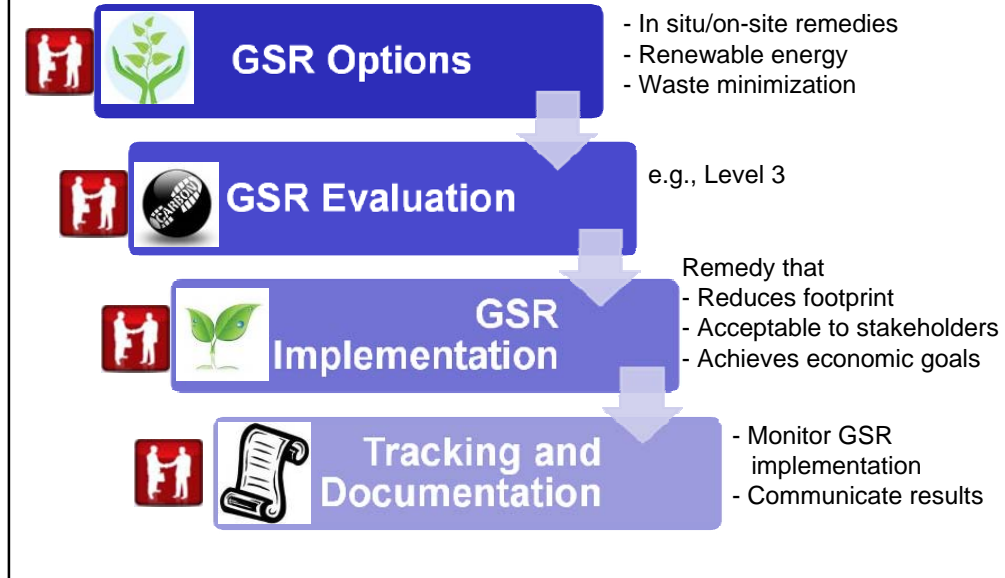 GSR Options
- In situ/on-site remedies
- Renewable energy
- Waste minimization
CARBON
GSR Evaluation
e.g., Level 3
GSR
Implementation
Remedy that
- Reduces footprint
- Acceptable to stakeholders
- Achieves economic goals
Tracking and
Documentation
- Monitor GSR
implementation
- Communicate results